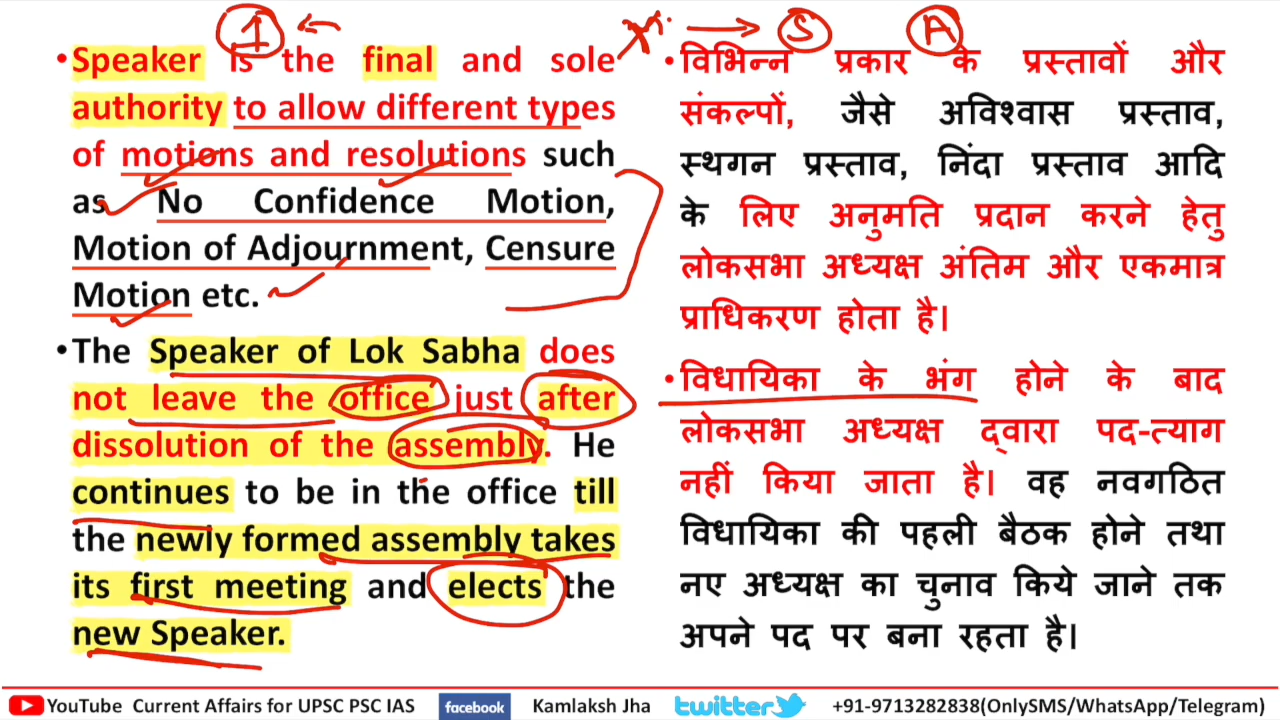 1
S
A
•Speaker is the final and sole
authority to allow different types
of motions and resolutions such
as No Confidence Motion,
Motion of Adjournment, Censure
Motion etc.
•The Speaker of Lok Sabha does
not leave the office just after
dissolution of the assembly. He
continues to be in the office till
the newly formed assembly takes
its first meeting and elects the
new Speaker.
•विभिन्न प्रकार के प्रस्तावों और
संकल्पों, जैसे अविश्वास प्रस्ताव,
स्थगन प्रस्ताव, निंदा प्रस्ताव आदि
के लिए अनुमति प्रदान करने हेतु
लोकसभा अध्यक्ष अंतिम और एकमात्र
प्राधिकरण होता है।
•विधायिका के भंग होने के बाद
लोकसभा अध्यक्ष द्वारा पद-त्याग
नहीं किया जाता है। वह नवगठित
विधायिका की पहली बैठक होने तथा
नए अध्यक्ष का चुनाव किये जाने तक
अपने पद पर बना रहता है।
YouTube Current Affairs for UPSC PSC IAS facebook Kamlaksh Jha twitter +91-9713282838(OnlySMS/WhatsApp/Telegram)